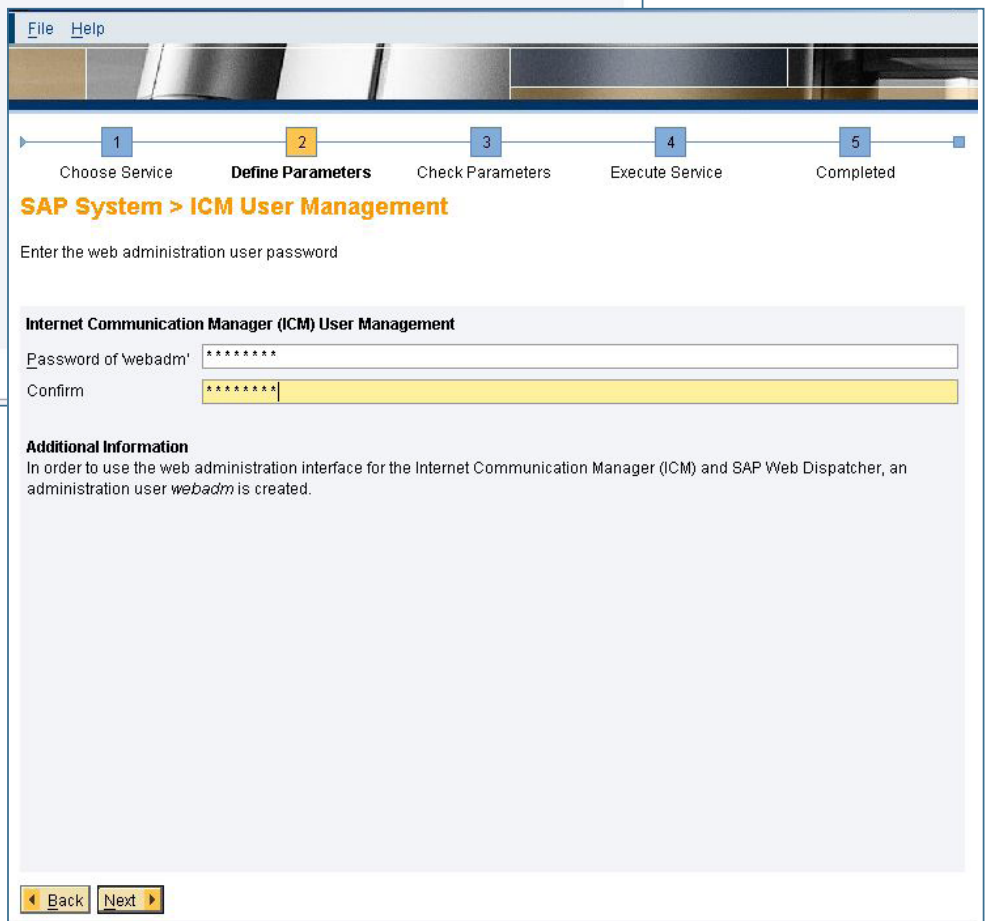 File Help
1 2 3 4 5
Choose Service Define Parameters Check Parameters Execute Service Completed
SAP System > ICM User Management
Enter the web administration user password
Internet Communication Manager (ICM) User Management
Password of 'webadm' ********
Confirm ********
Additional Information
In order to use the web administration interface for the Internet Communication Manager (ICM) and SAP Web Dispatcher, an
administration user webadm is created.
Back Next